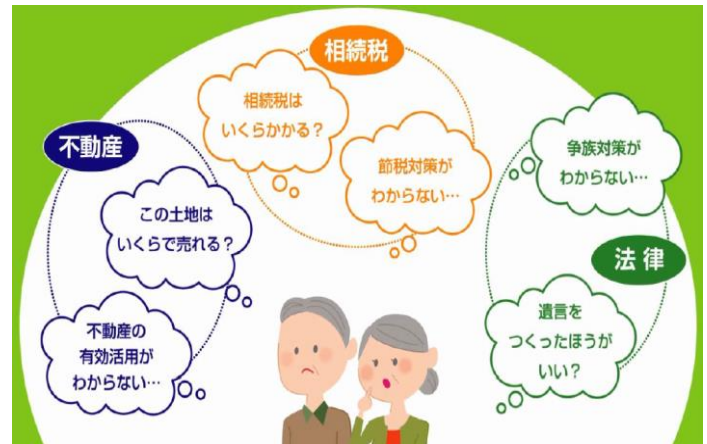 不動産
この土地は
いくらで売れる？
不動産の
有効活用が
わからない…
相続税
相続税は
いくらかかる？
節税対策が
わからない…
争族対策が
わからない…
法律
遺言を
つくったほうが
いい？